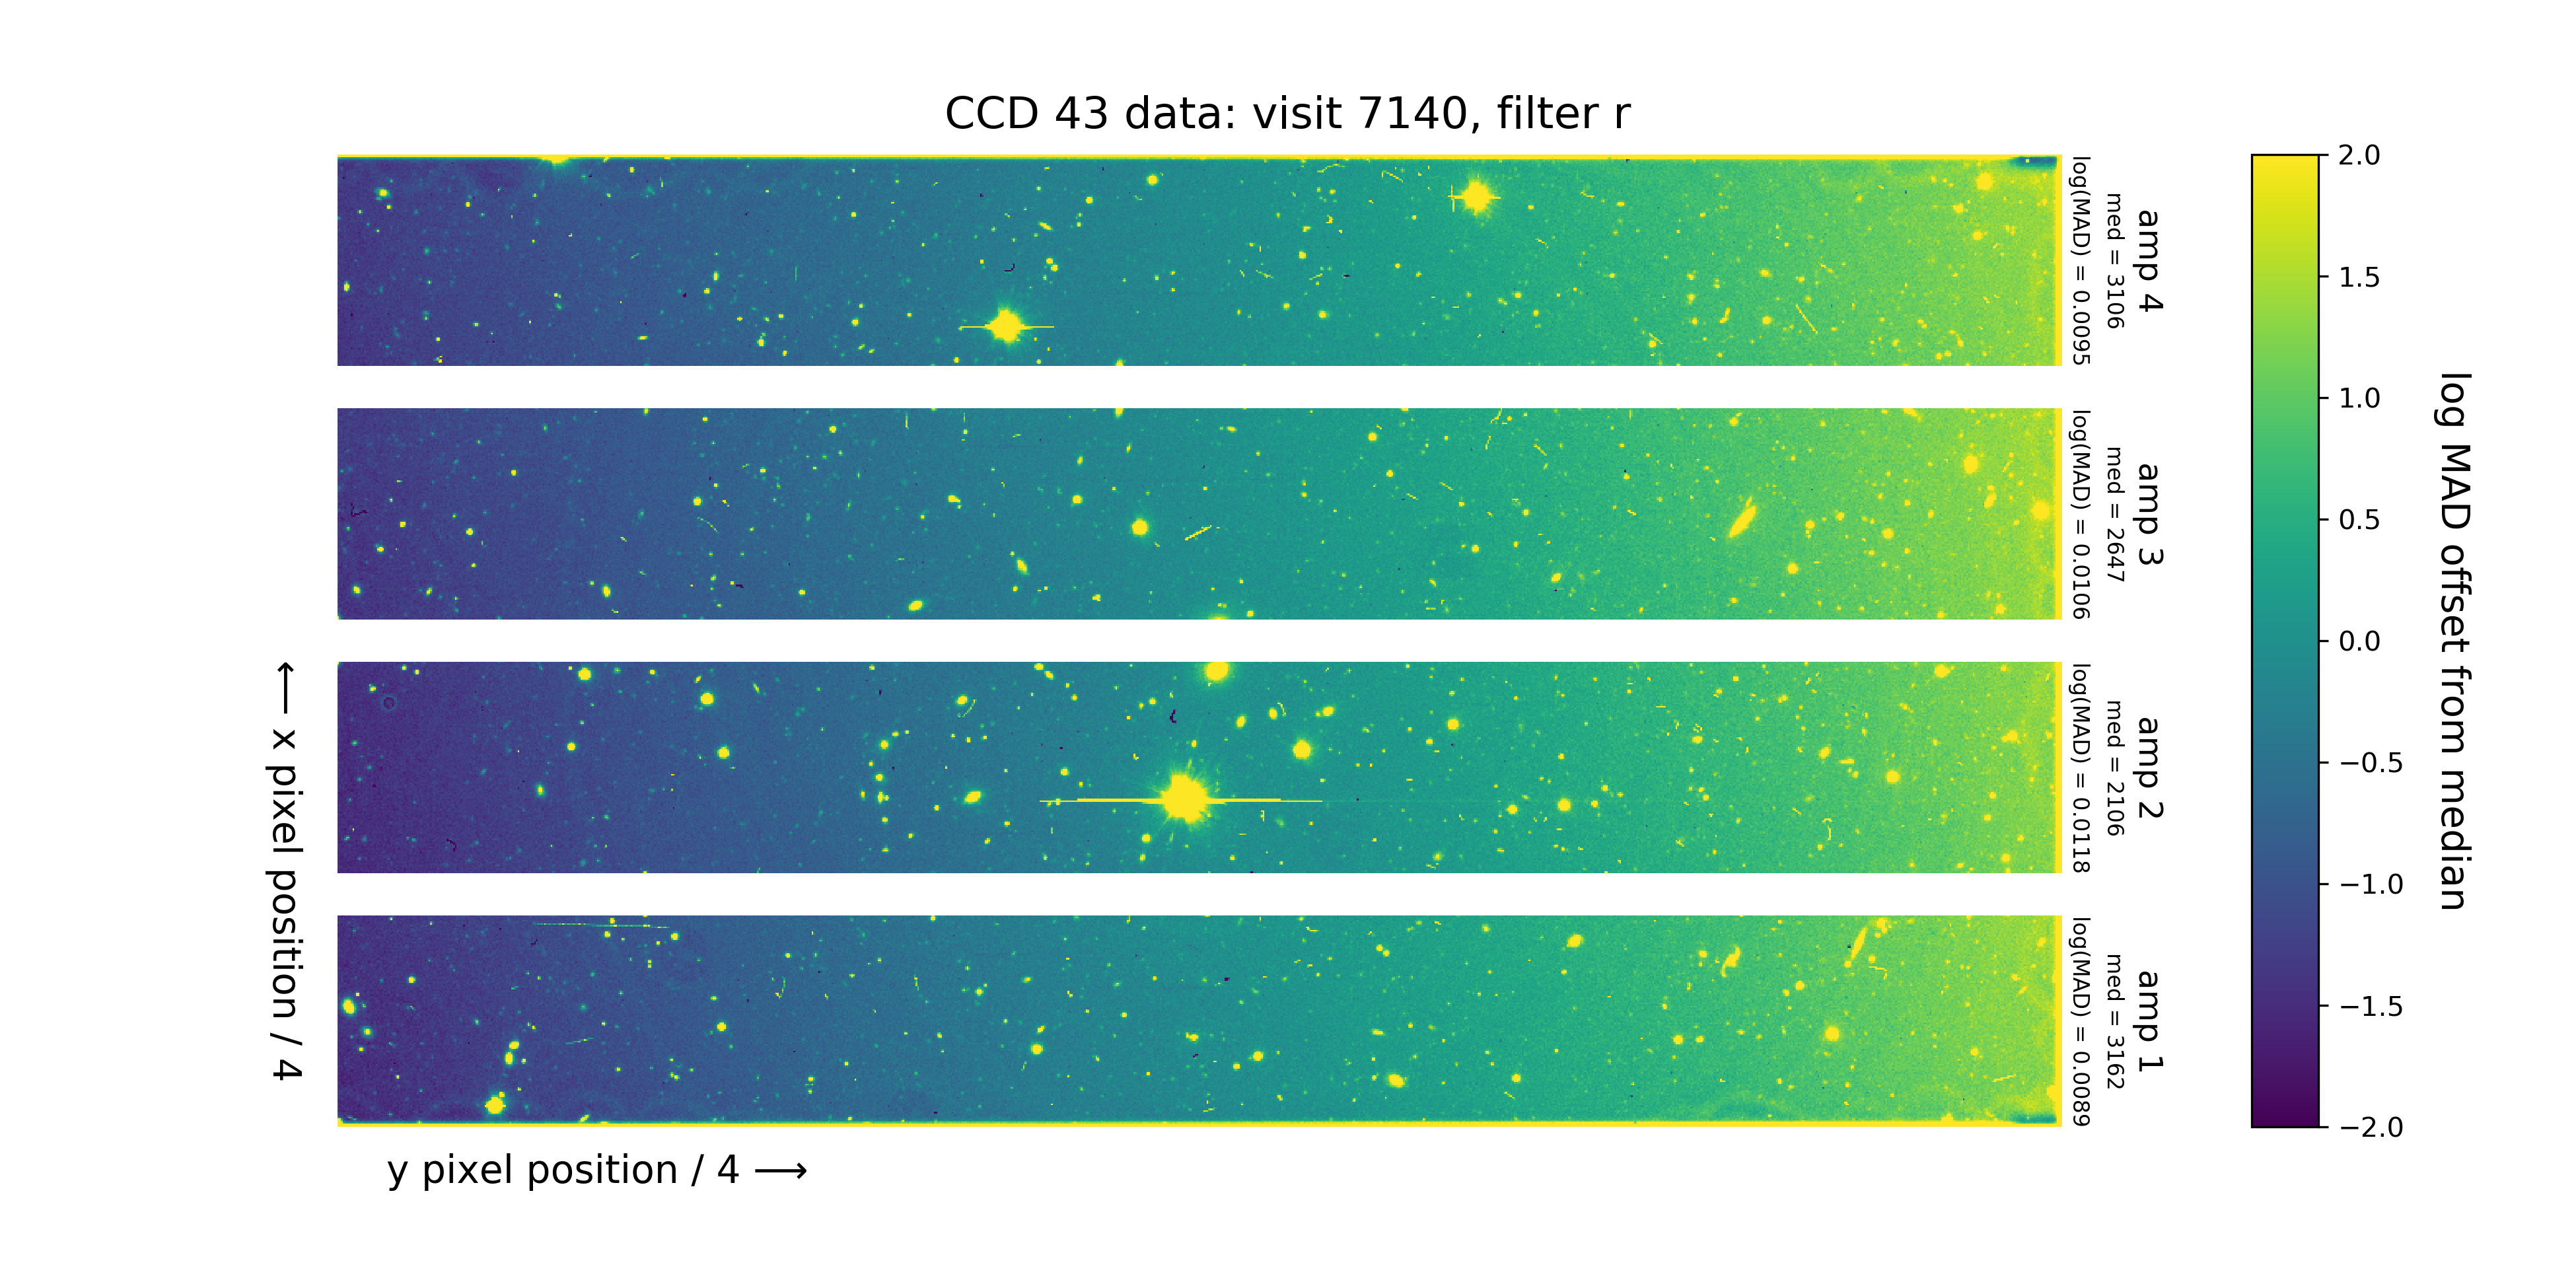 CCD 43 data: visit 7140, filter r
amp 4
med = 3106
log(MAD) = 0.0095
amp 3
med = 2647
log(MAD) = 0.0106
amp 2
med = 2106
log(MAD) = 0.0118
amp 1
med = 3162
log(MAD) = 0.0089
⟵ x pixel position / 4
y pixel position / 4 ⟶
2.0
1.5
1.0
0.5
0.0
−0.5
−1.0
−1.5
−2.0
log MAD offset from median